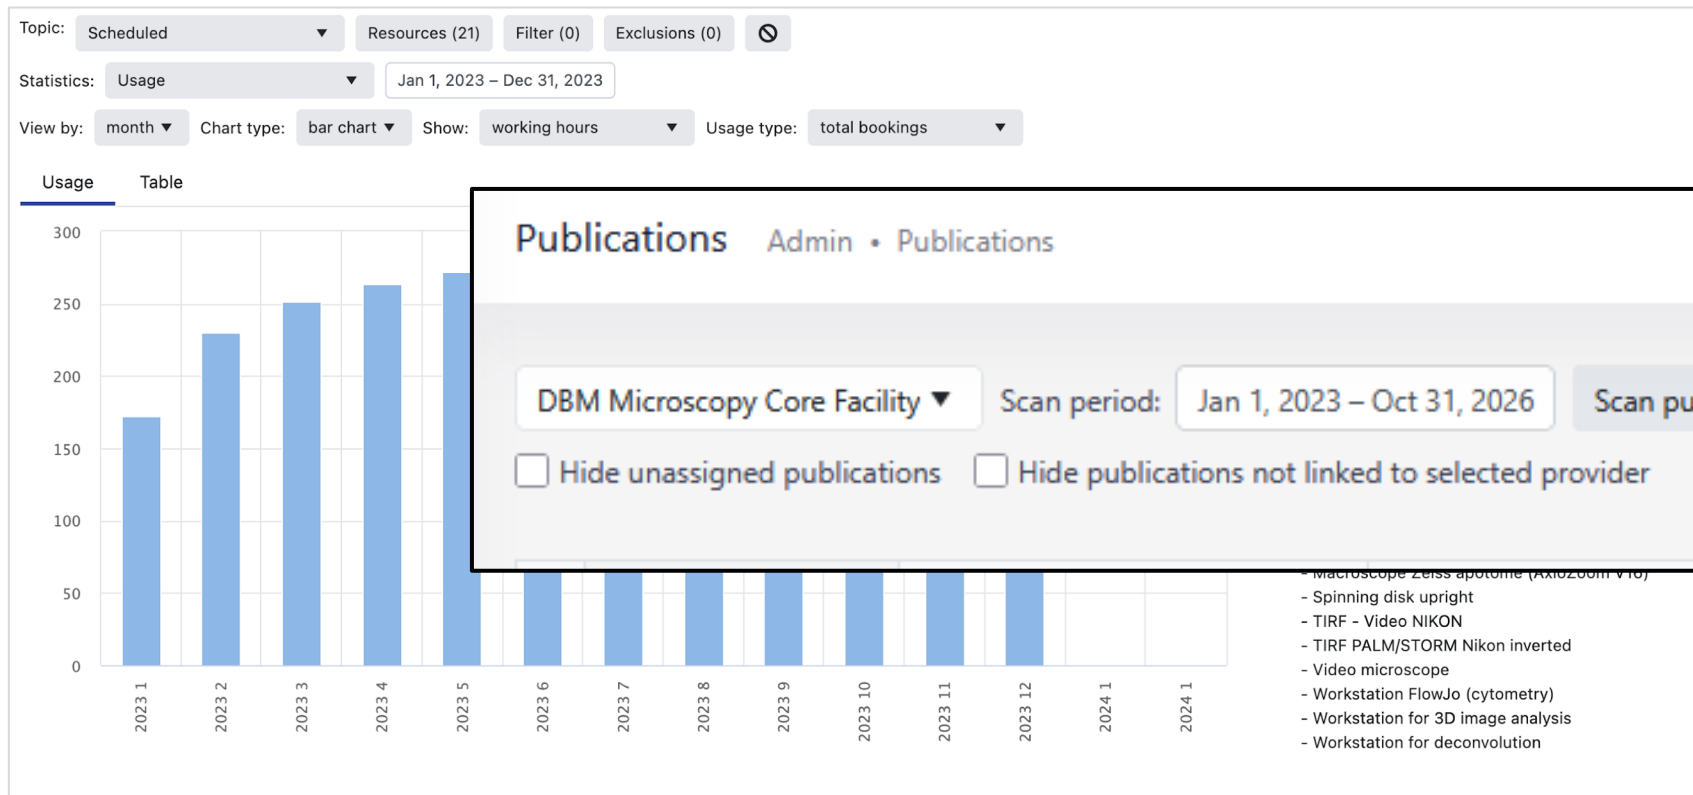 Topic: Scheduled ▼ Resources (21) Filter (0) Exclusions (0)
Statistics: Usage ▼ Jan 1, 2023 – Dec 31, 2023
View by: month ▼ Chart type: bar chart ▼ Show: working hours ▼ Usage type: total bookings ▼
Usage Table
300
250
200
150
100
50
0
2023 1
2023 2
2023 3
2023 4
2023 5
2023 6
2023 7
2023 8
2023 9
2023 10
2023 11
2023 12
2024 1
2024 1
Publications Admin • Publications
DBM Microscopy Core Facility ▼ Scan period: Jan 1, 2023 – Oct 31, 2026 Scan
Hide unassigned publications Hide publications not linked to selected provider
- Macroscope Zeiss apotome (AxioZoom V16)
- Spinning disk upright
- TIRF - Video NIKON
- TIRF PALM/STORM Nikon inverted
- Video microscope
- Workstation FlowJo (cytometry)
- Workstation for 3D image analysis
- Workstation for deconvolution